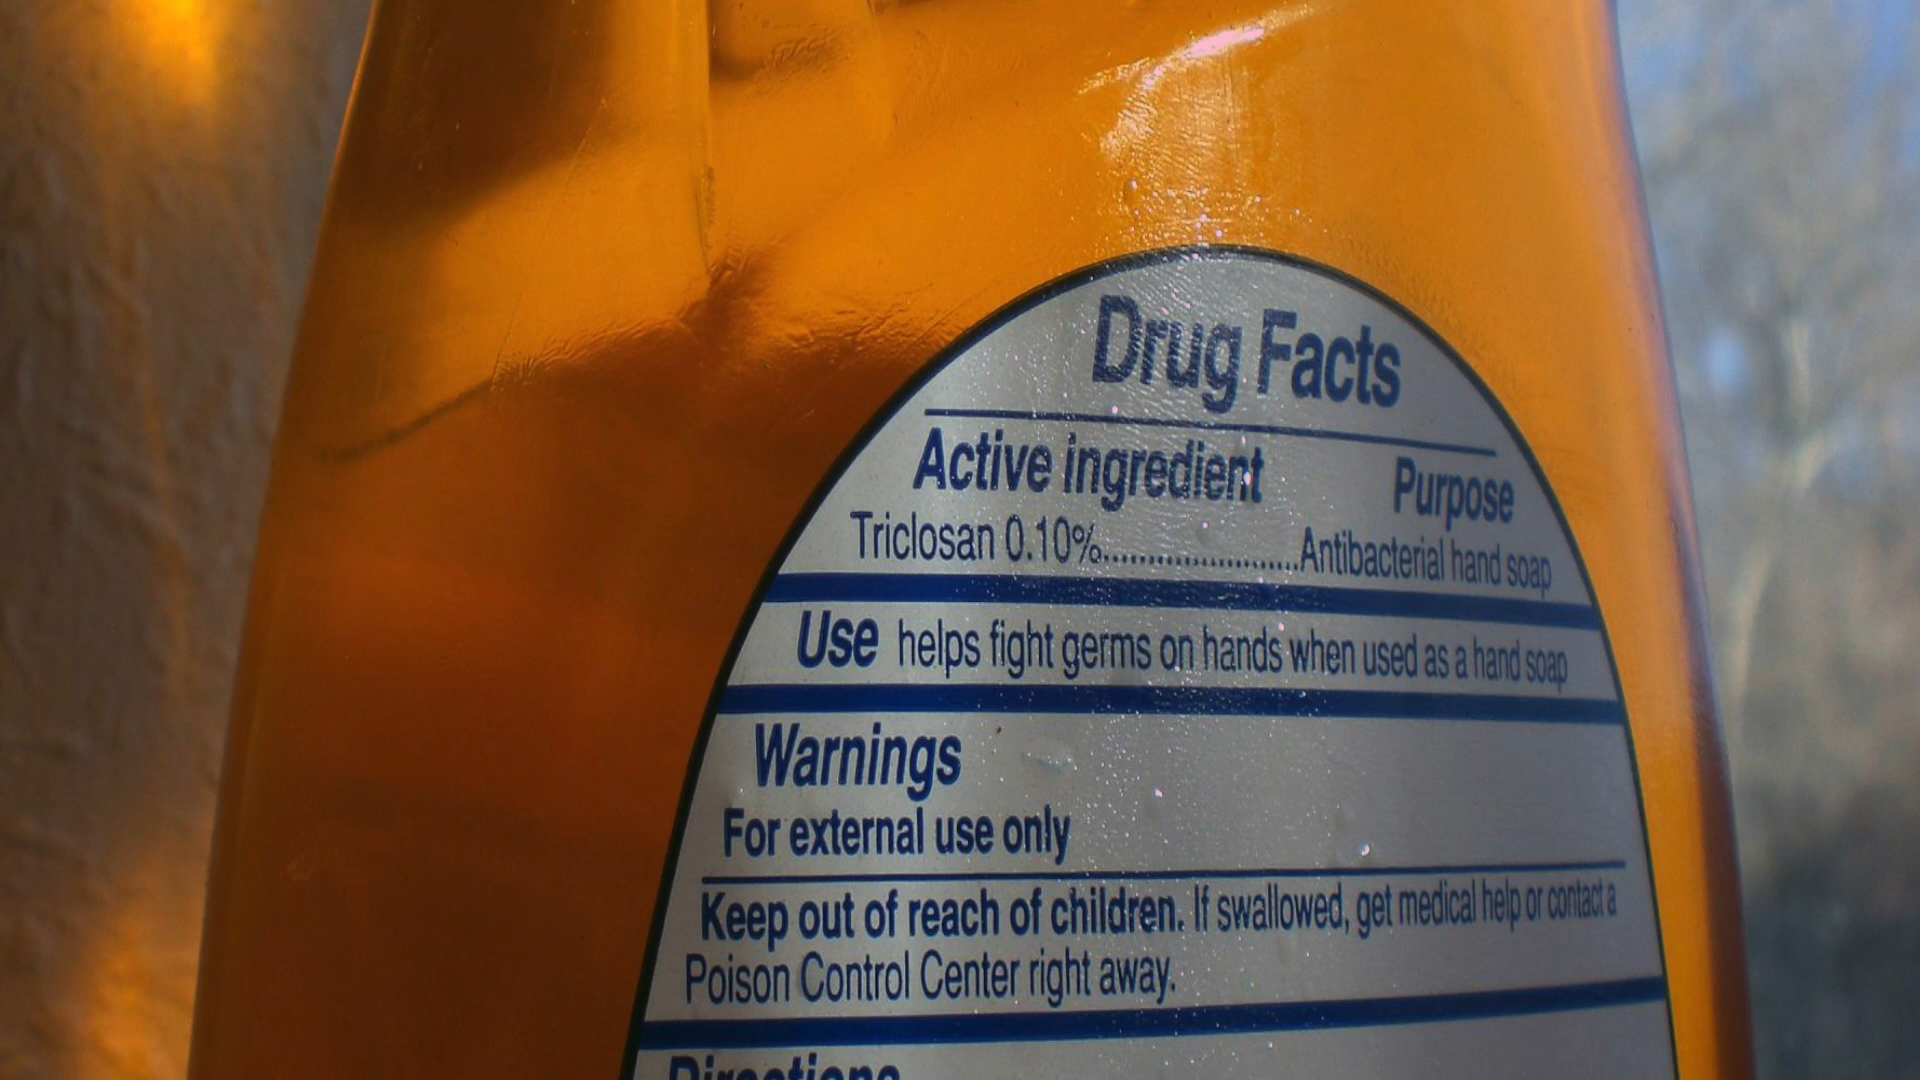 Drug Facts
Active ingredient Purpose
Triclosan 0.10%......................Antibacterial hand soap
Use helps fight germs on hands when used as a hand soap
Warnings
For external use only
Keep out of reach of children. If swallowed, get medical help or contact a
Poison Control Center right away.
Directions